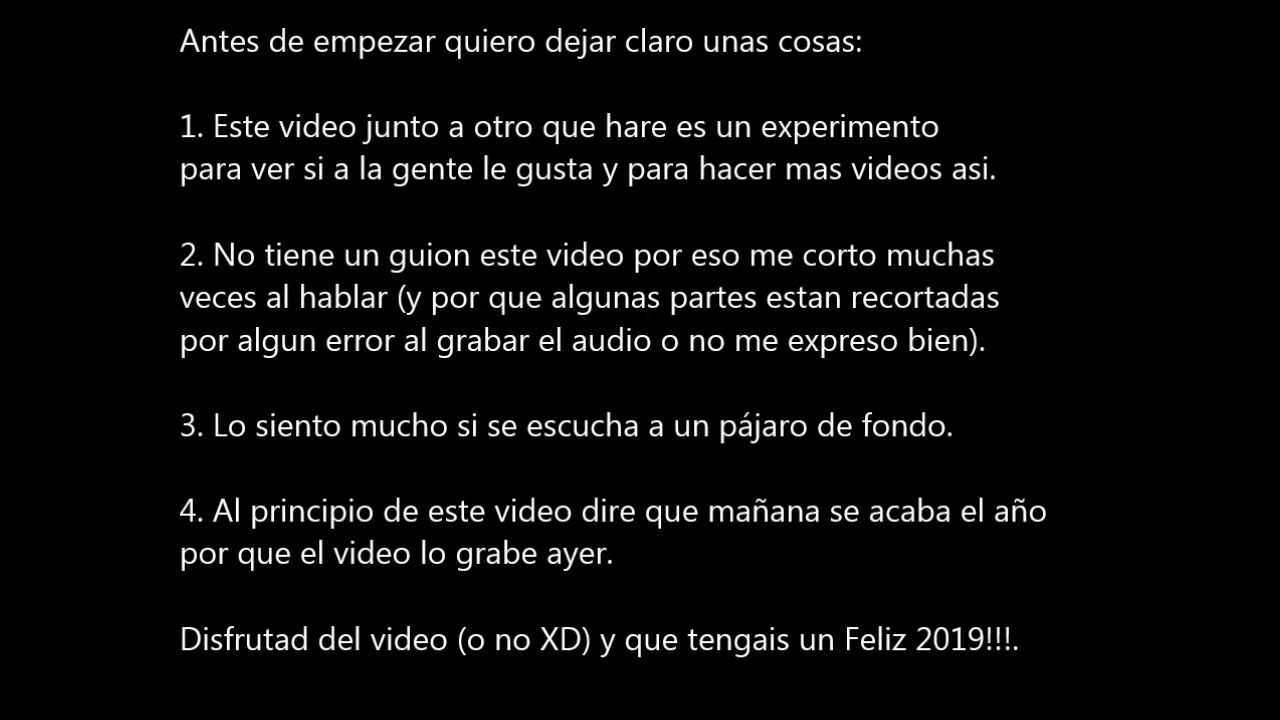 Antes de empezar quiero dejar claro unas cosas:
1. Este video junto a otro que hare es un experimento
para ver si a la gente le gusta y para hacer mas videos asi.
2. No tiene un guion este video por eso me corto muchas
veces al hablar (y por que algunas partes estan recortadas
por algun error al grabar el audio o no me expreso bien).
3. Lo siento mucho si se escucha a un pájaro de fondo.
4. Al principio de este video dire que mañana se acaba el año
por que el video lo grabe ayer.
Disfrutad del video (o no XD) y que tengais un Feliz 2019!!!.